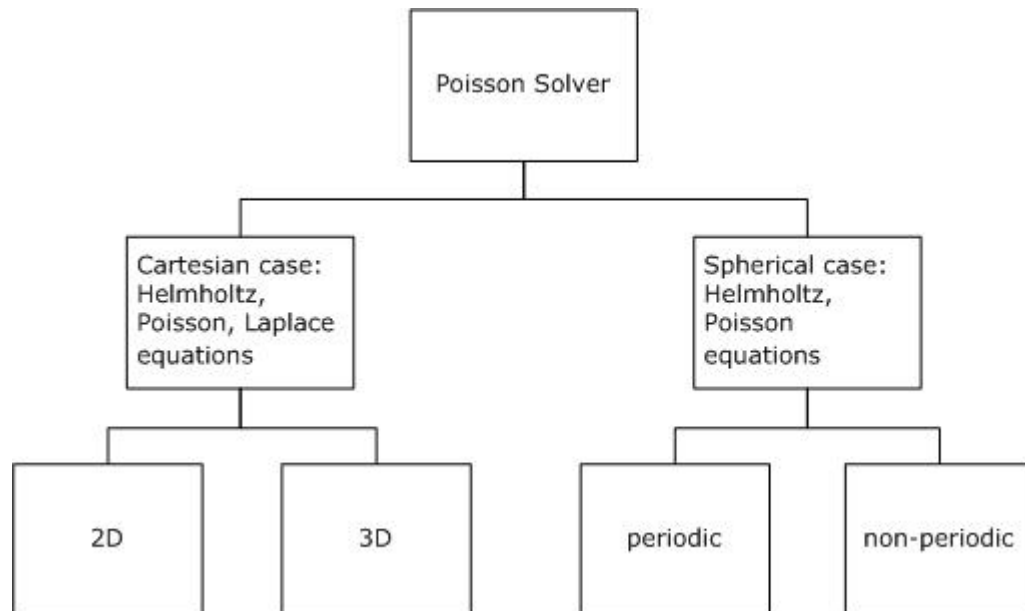 Poisson Solver
Cartesian case:
Helmholtz,
Poisson, Laplace
equations
Spherical case:
Helmholtz,
Poisson
equations
2D
3D
periodic
non-periodic